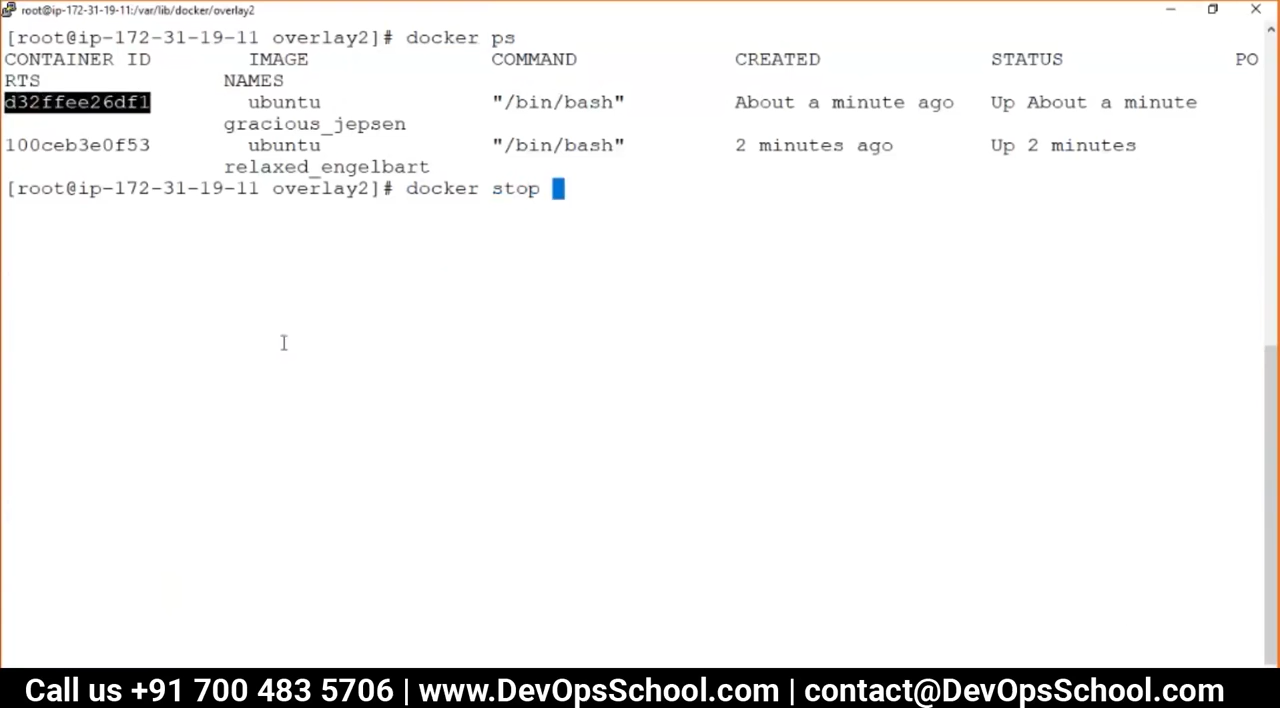 root@ip-172-31-19-11:/var/lib/docker/overlay2
[root@ip-172-31-19-11 overlay2]# docker ps
CONTAINER ID IMAGE COMMAND CREATED STATUS PO
RTS NAMES
d32ffee26df1 ubuntu "/bin/bash" About a minute ago Up About a minute
gracious_jepsen
100ceb3e0f53 ubuntu "/bin/bash" 2 minutes ago Up 2 minutes
relaxed_engelbart
[root@ip-172-31-19-11 overlay2]# docker stop
Call us +91 700 483 5706 | www.DevOpsSchool.com | contact@DevOpsSchool.com